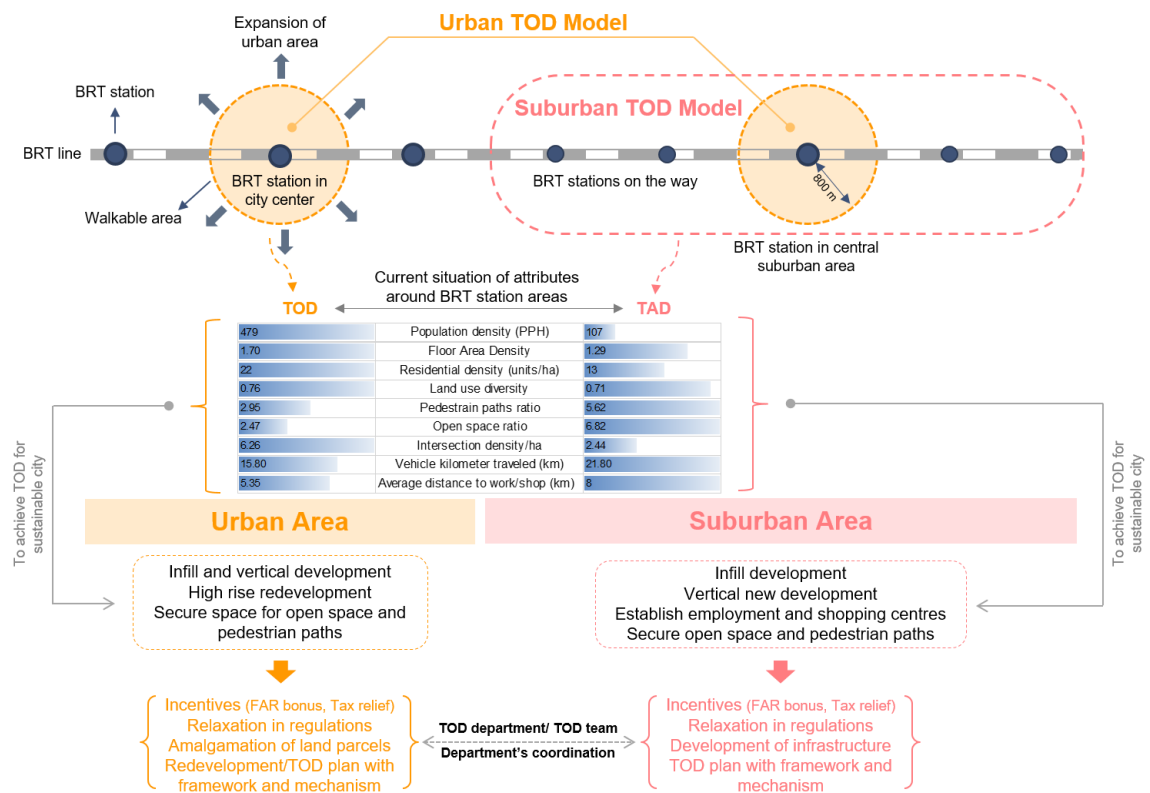 Urban TOD Model
Expansion of
urban area
BRT station
Suburban TOD Model
BRT line
BRT station in
city center
BRT stations on the way
800 m
Walkable area
BRT station in central
suburban area
Current situation of attributes
around BRT station areas
TOD
TAD
479 Population density (PPH) 107
1.70 Floor Area Density 1.29
22 Residential density (units/ha) 13
0.76 Land use diversity 0.71
2.95 Pedestrain paths ratio 5.62
2.47 Open space ratio 6.82
6.26 Intersection density/ha 2.44
15.80 Vehicle kilometer traveled (km) 21.80
5.35 Average distance to work/shop (km) 8
To achieve TOD for
sustainable city
To achieve TOD for
sustainable city
Urban Area
Suburban Area
Infill and vertical development
High rise redevelopment
Secure space for open space and
pedestrian paths
Infill development
Vertical new development
Establish employment and shopping centres
Secure open space and pedestrian paths
Incentives (FAR bonus, Tax relief)
Relaxation in regulations
Amalgamation of land parcels
Redevelopment/TOD plan with
framework and mechanism
TOD department/ TOD team
Department's coordination
Incentives (FAR bonus, Tax relief)
Relaxation in regulations
Development of infrastructure
TOD plan with framework and
mechanism